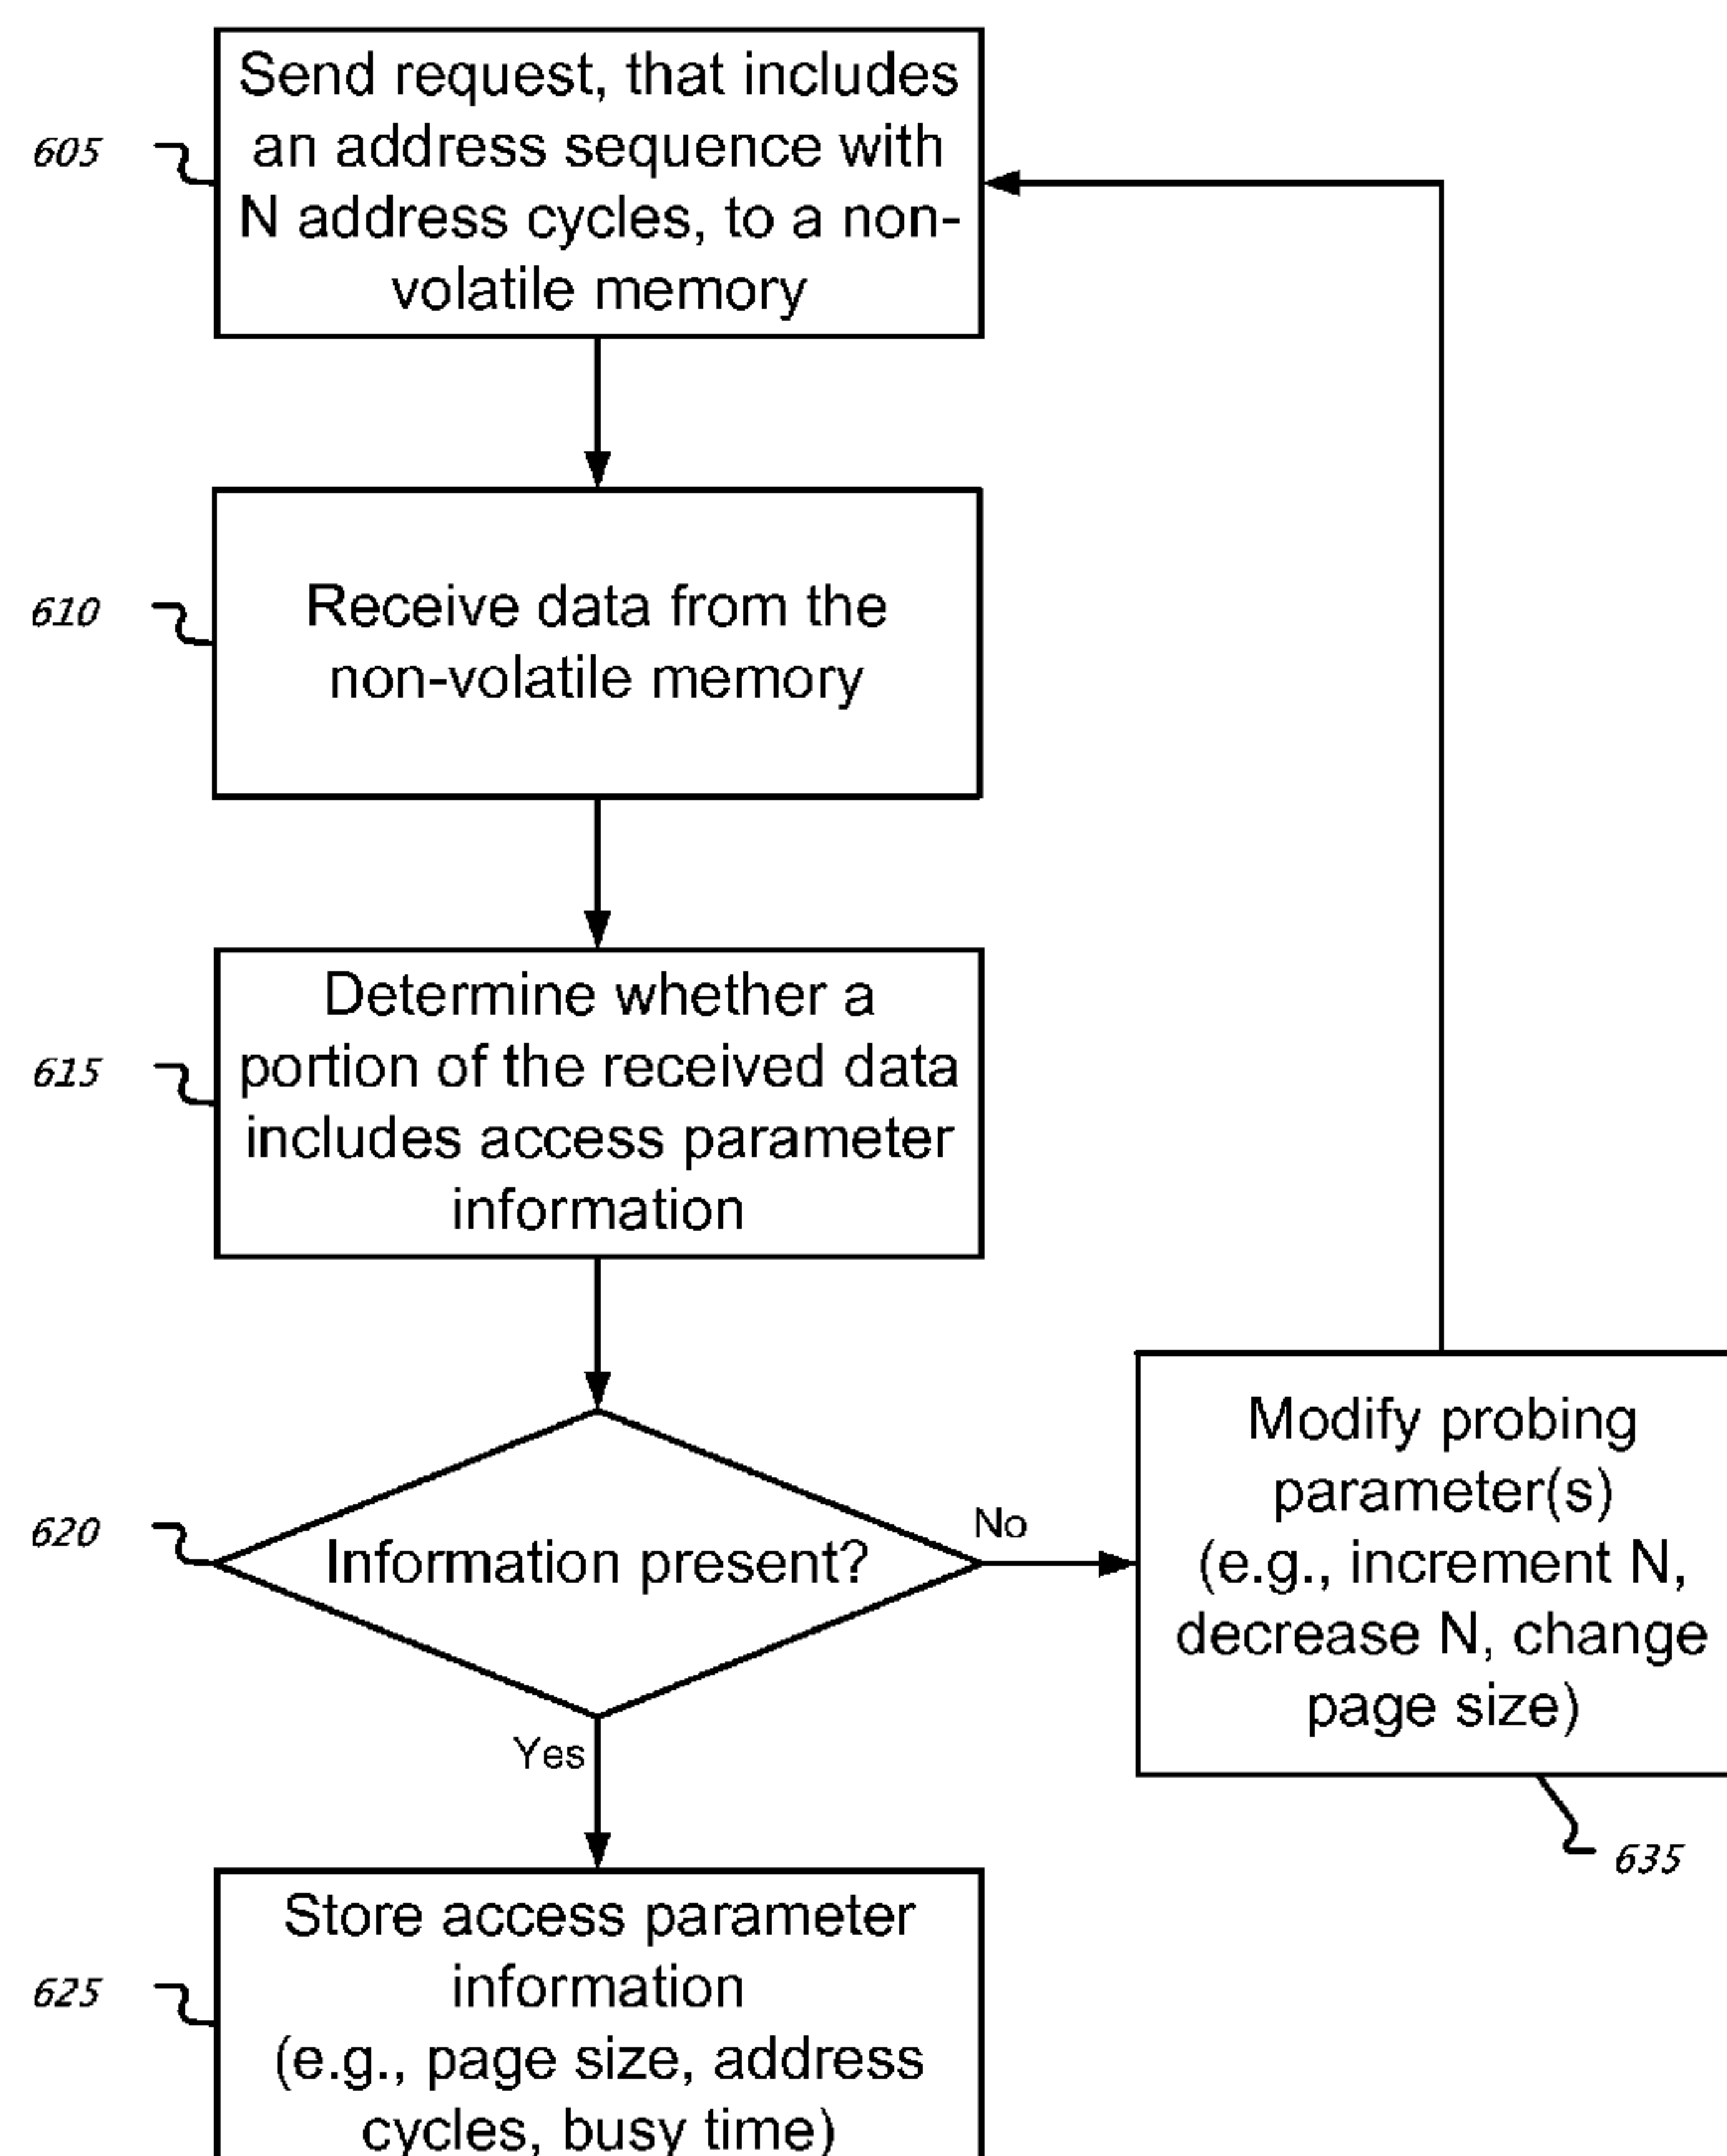 605
Send request, that includes
an address sequence with
N address cycles, to a non-
volatile memory
610
Receive data from the
non-volatile memory
615
Determine whether a
portion of the received data
includes access parameter
information
620
Information present?
No
Modify probing
parameter(s)
(e.g., increment N,
decrease N, change
page size)
635
Yes
625
Store access parameter
information
(e.g., page size, address
cycles, busy time)